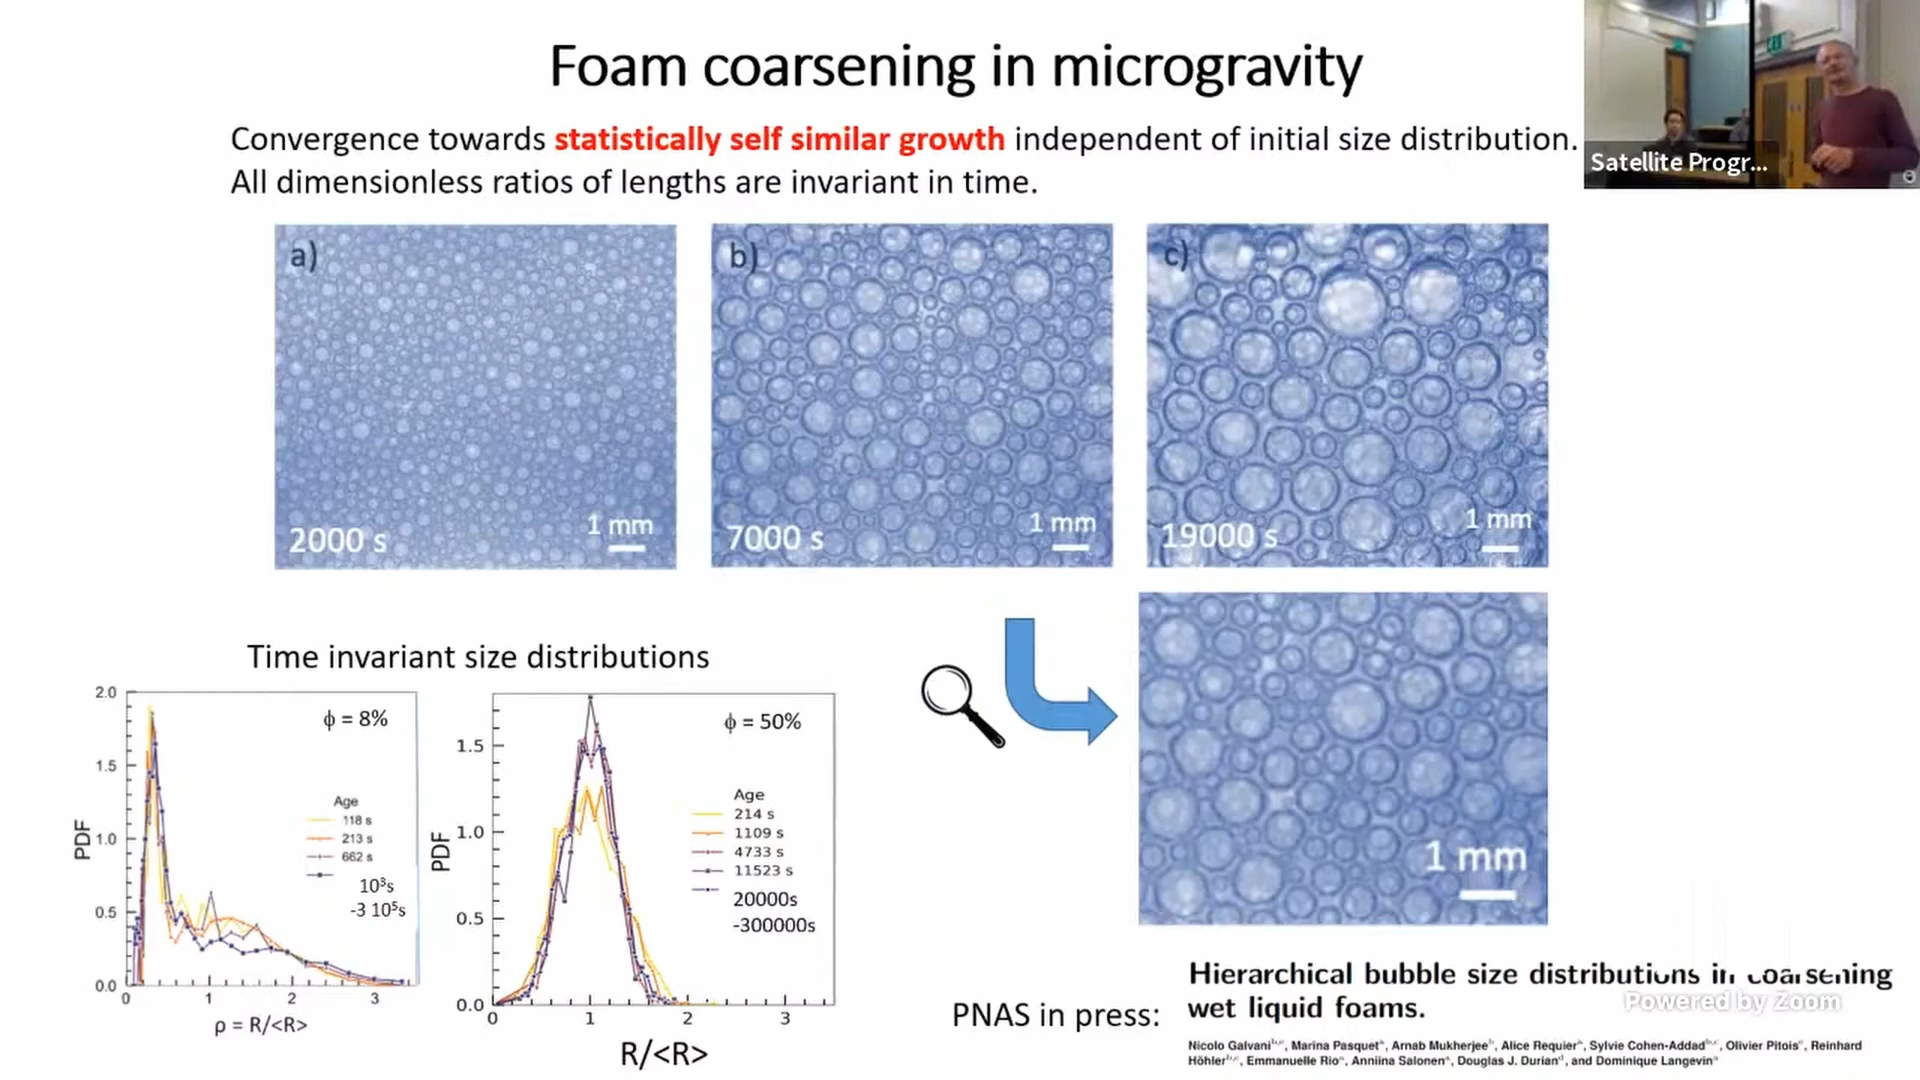 Foam coarsening in microgravity
Convergence towards statistically self similar growth independent of initial size distribution.
All dimensionless ratios of lengths are invariant in time.
Satellite Progr...
a)
2000 s
1 mm
b)
7000 s
1 mm
c)
19000 s
1 mm
Time invariant size distributions
2.0
1.5
1.0
0.5
0.0
0
1
2
3
PDF
ρ = R/<R>
ϕ = 8%
Age
118 s
213 s
662 s
10³s
-3 10⁵s
1.5
1.0
0.5
0.0
0
1
2
3
PDF
R/<R>
ϕ = 50%
Age
214 s
1109 s
4733 s
11523 s
20000s
-300000s
1 mm
PNAS in press:
Hierarchical bubble size distributions in coarsening
wet liquid foams.
Powered by Zoom
Nicolo Galvani, Marina Pasquet, Arnab Mukherjee, Alice Requier, Sylvie Cohen-Addad, Olivier Pitois, Reinhard
Höhler, Emmanuelle Rio, Anniina Salonen, Douglas J. Durian, and Dominique Langevin